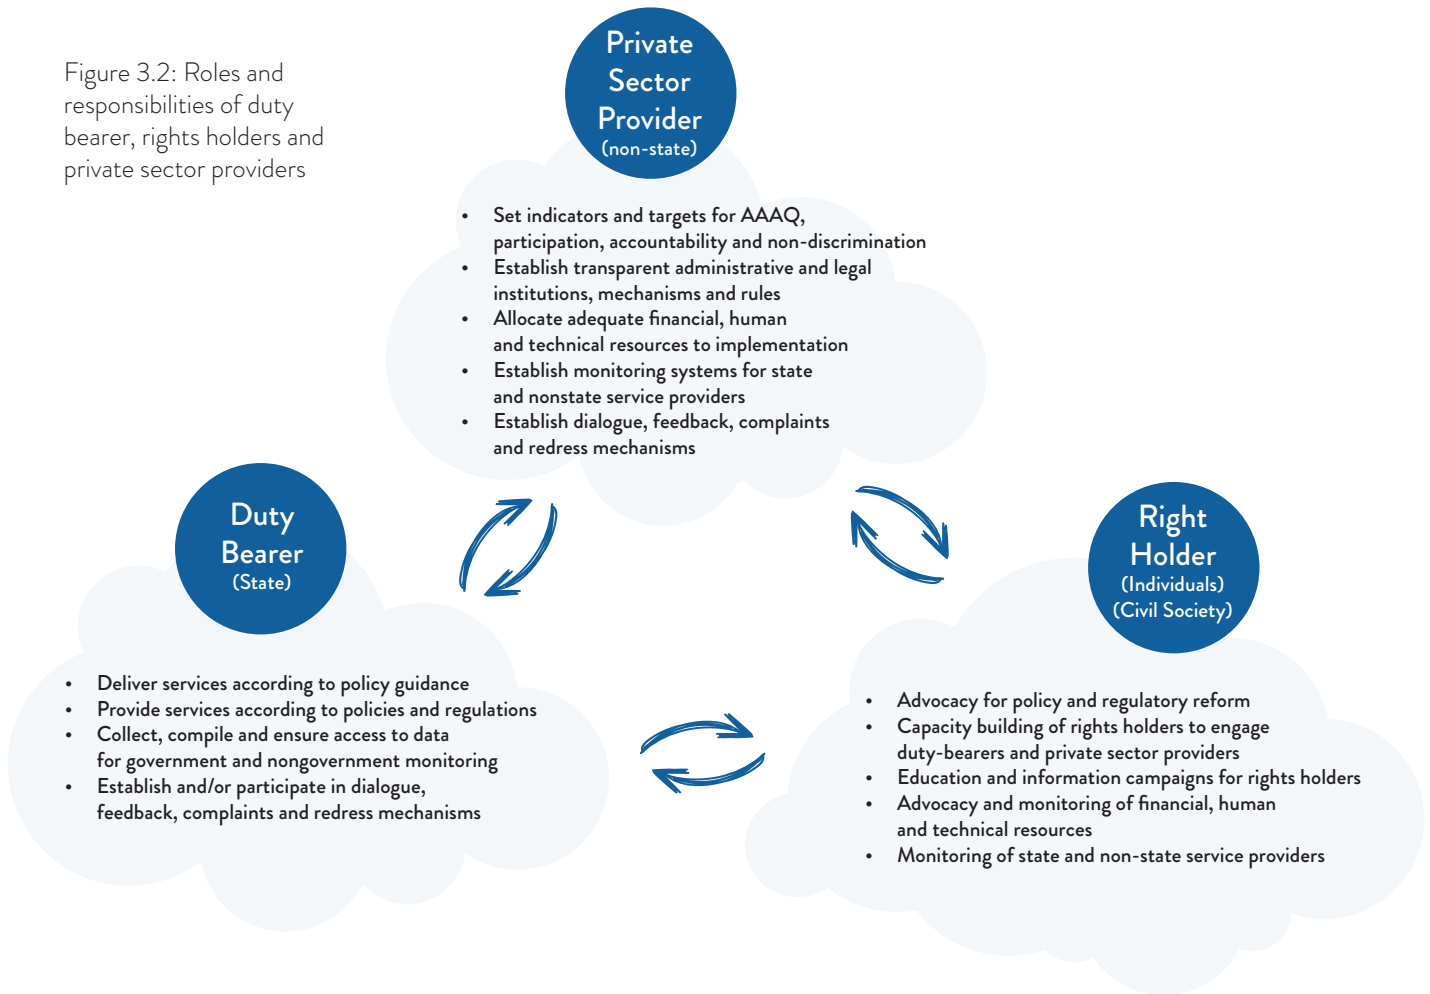 Figure 3.2: Roles and
responsibilities of duty
bearer, rights holders and
private sector providers
Private
Sector
Provider
(non-state)
• Set indicators and targets for AAAQ,
participation, accountability and non-discrimination
• Establish transparent administrative and legal
institutions, mechanisms and rules
• Allocate adequate financial, human
and technical resources to implementation
• Establish monitoring systems for state
and nonstate service providers
• Establish dialogue, feedback, complaints
and redress mechanisms
Duty
Bearer
(State)
• Deliver services according to policy guidance
• Provide services according to policies and regulations
• Collect, compile and ensure access to data
for government and nongovernment monitoring
• Establish and/or participate in dialogue,
feedback, complaints and redress mechanisms
Right
Holder
(Individuals)
(Civil Society)
• Advocacy for policy and regulatory reform
• Capacity building of rights holders to engage
duty-bearers and private sector providers
• Education and information campaigns for rights holders
• Advocacy and monitoring of financial, human
and technical resources
• Monitoring of state and non-state service providers